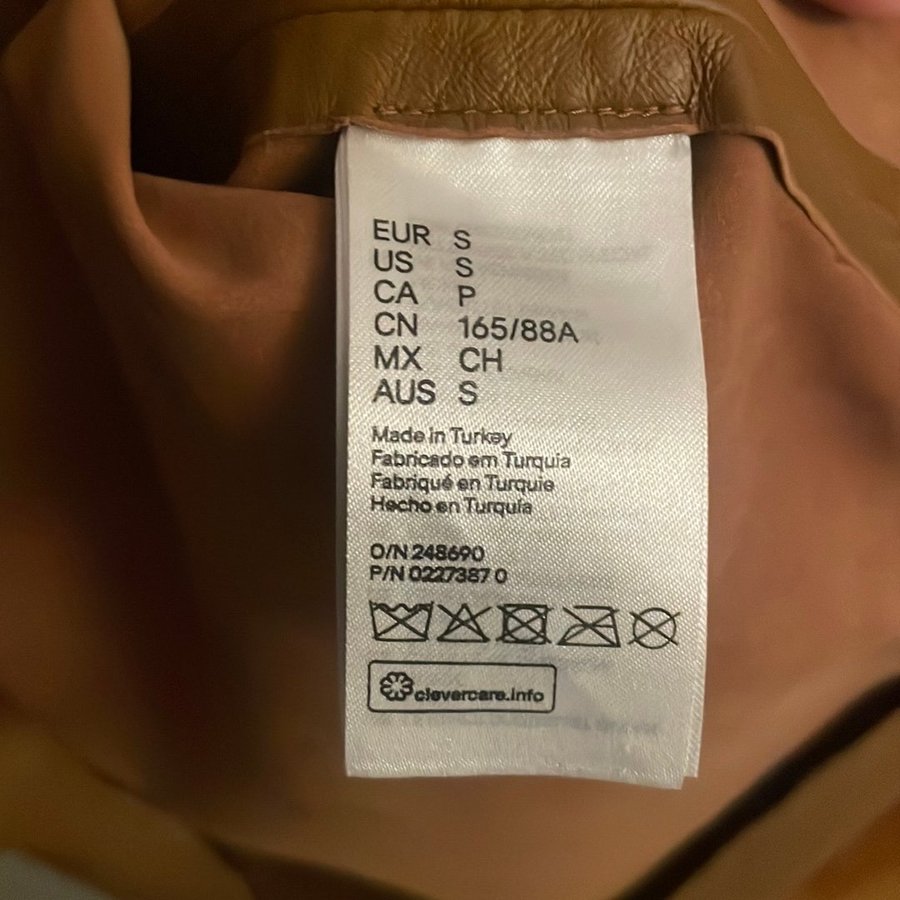 EUR S
US S
CA P
CN 165/88A
MX CH
AUS S
Made in Turkey
Fabricado em Turquia
Fabriqué en Turquie
Hecho en Turquía
O/N 248690
P/N 0227387 0
clevercare.info